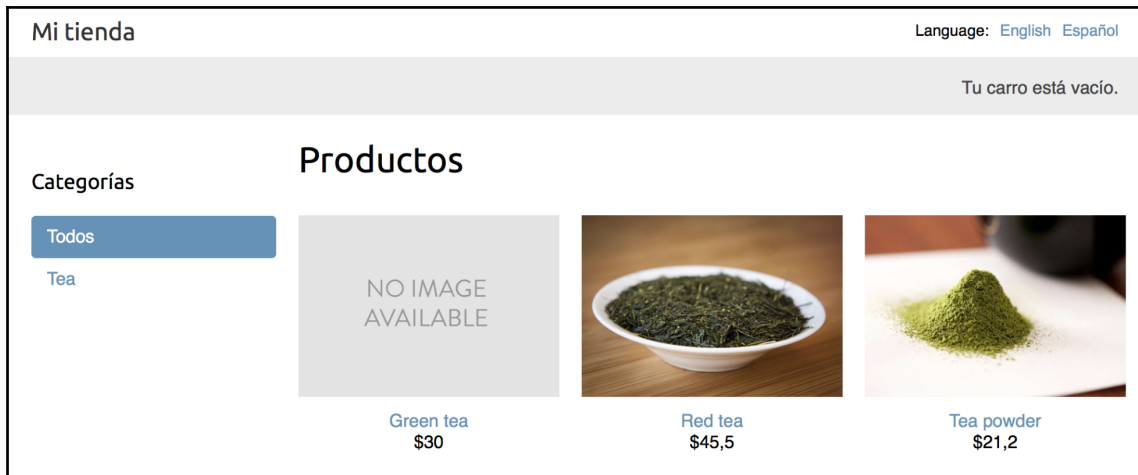 Mi tienda
Language: English Español
Tu carro está vacío.
Categorías
Todos
Tea
Productos
NO IMAGE
AVAILABLE
Green tea
$30
Red tea
$45,5
Tea powder
$21,2